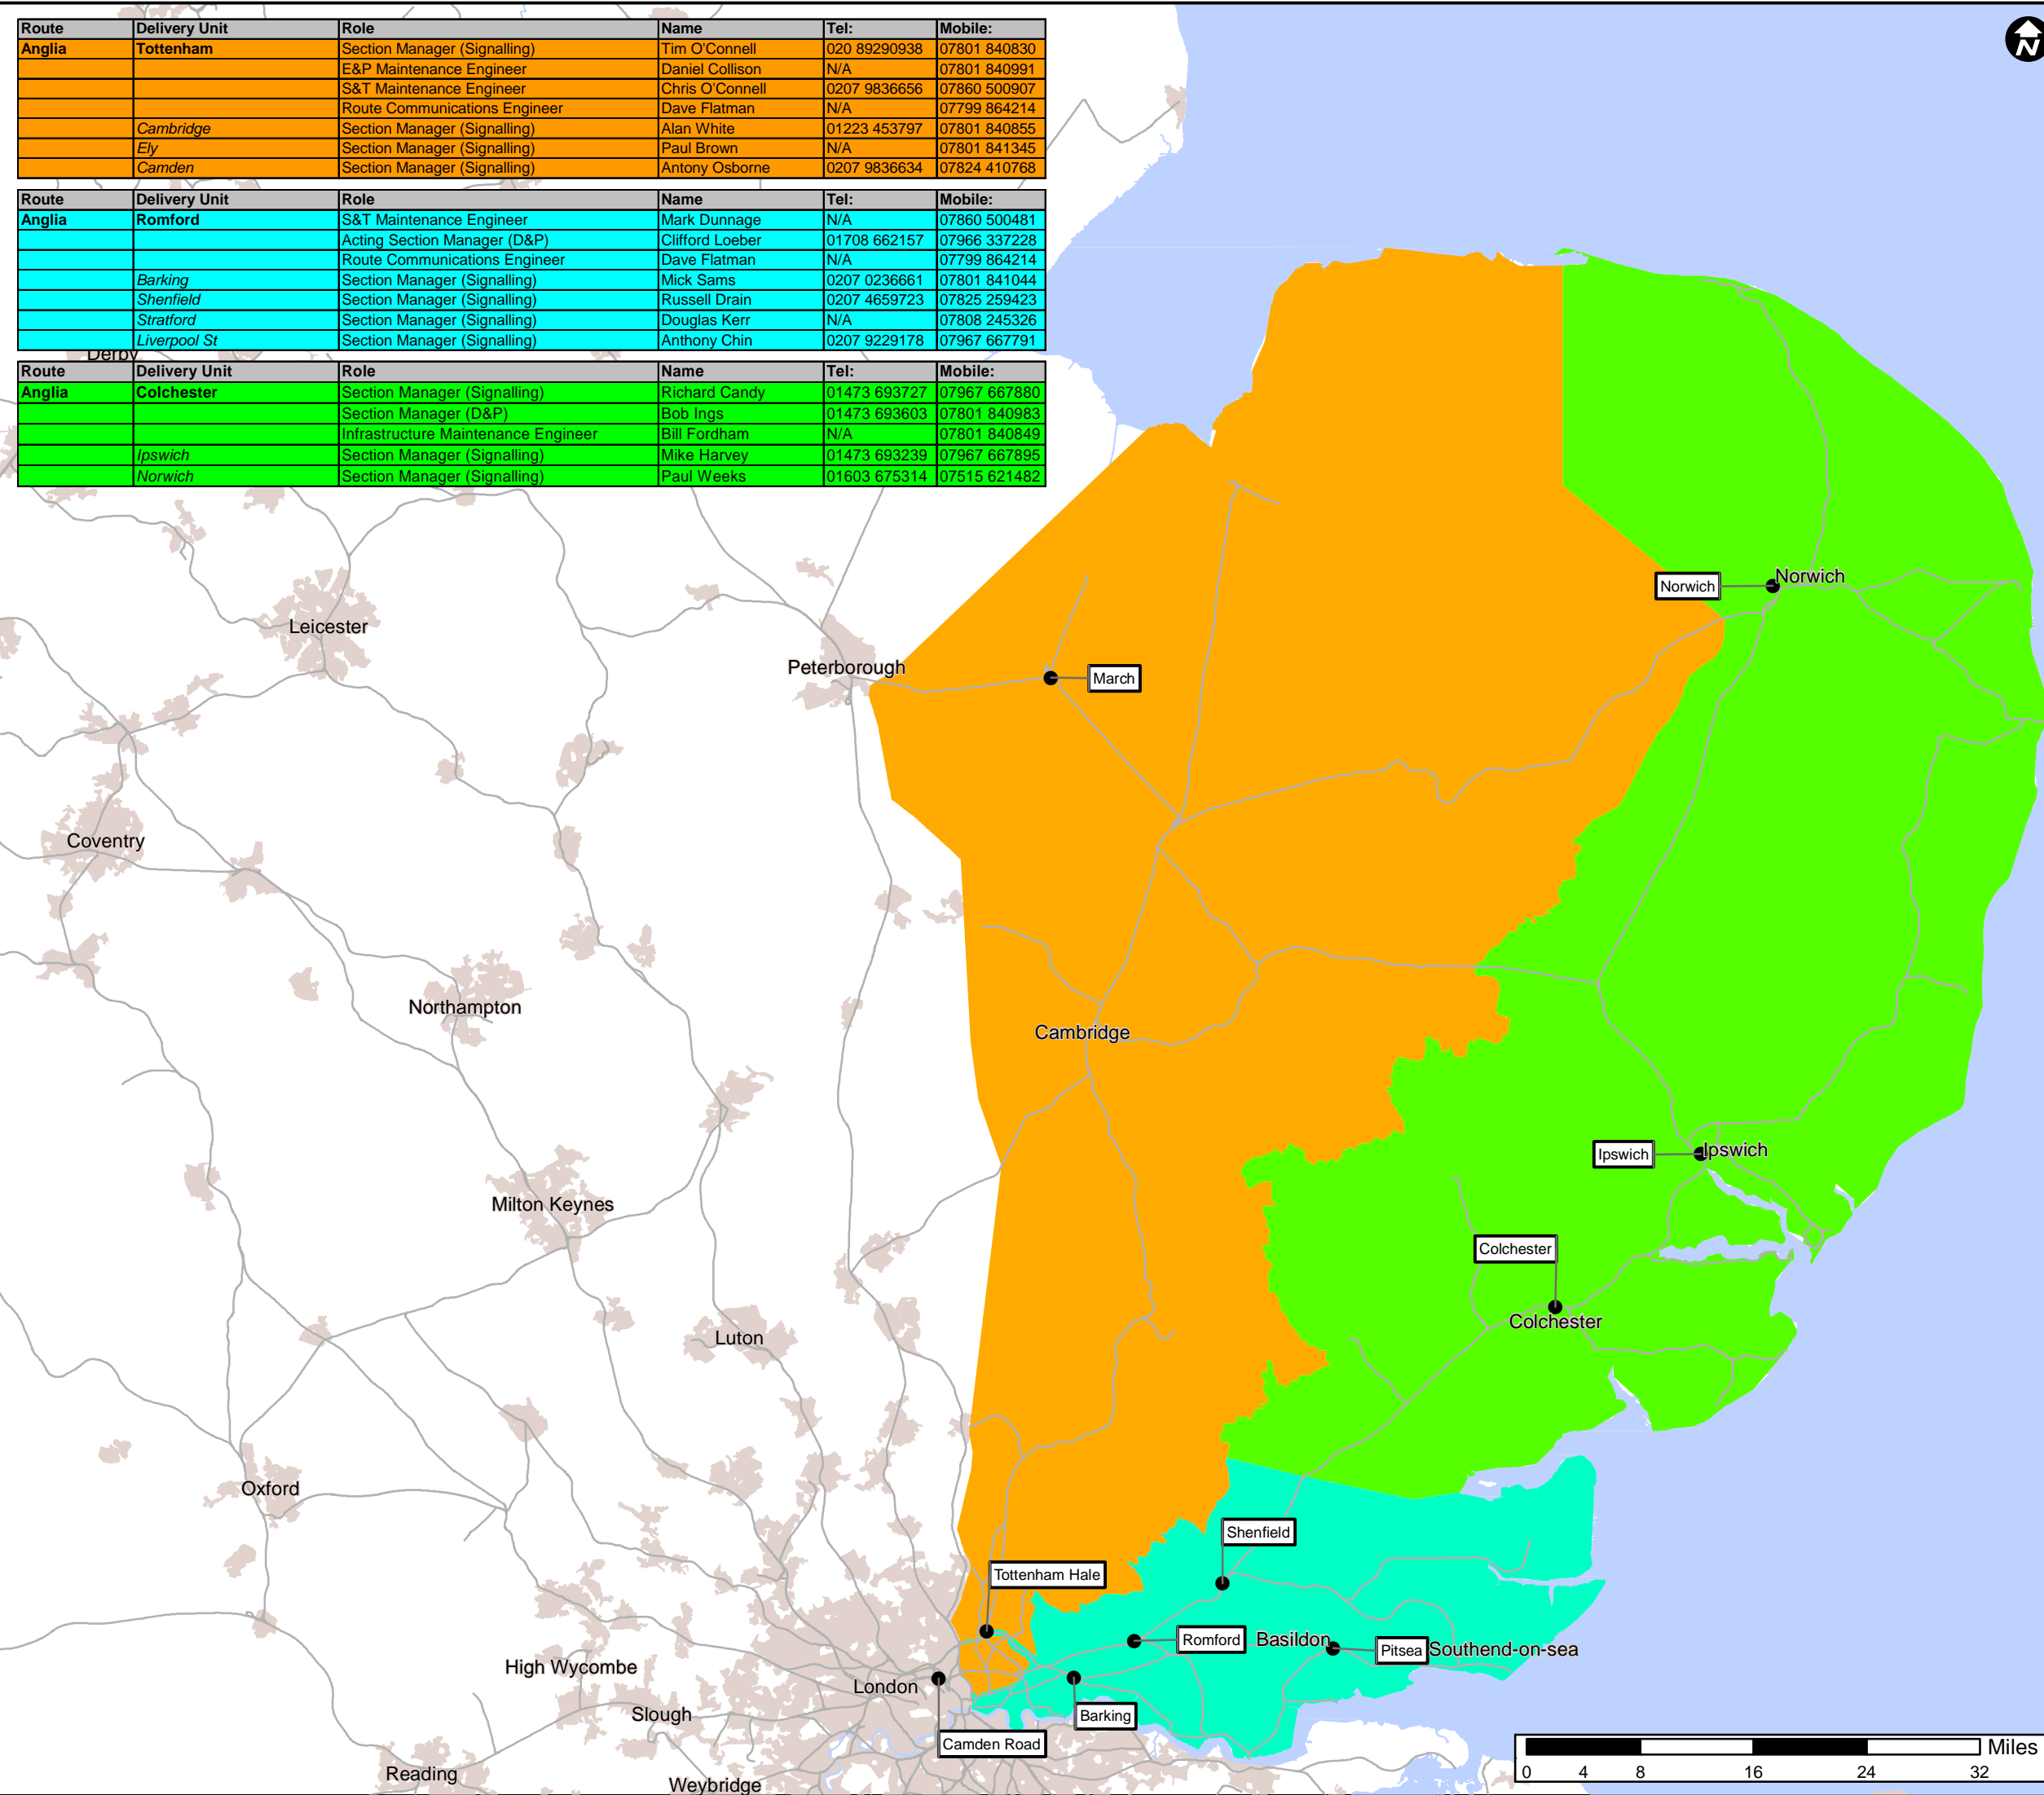 Route Delivery Unit Role Name Tel: Mobile:
Anglia Tottenham Section Manager (Signalling) Tim O'Connell 020 89290938 07801 840830
E&P Maintenance Engineer Daniel Collison N/A 07801 840991
S&T Maintenance Engineer Chris O'Connell 0207 9836656 07860 500907
Route Communications Engineer Dave Flatman N/A 07799 864214
Cambridge Section Manager (Signalling) Alan White 01223 453797 07801 840855
Ely Section Manager (Signalling) Paul Brown N/A 07801 841345
Camden Section Manager (Signalling) Antony Osborne 0207 9836634 07824 410768
Route Delivery Unit Role Name Tel: Mobile:
Anglia Romford S&T Maintenance Engineer Mark Dunnage N/A 07860 500481
Acting Section Manager (D&P) Clifford Loeber 01708 662157 07966 337228
Route Communications Engineer Dave Flatman N/A 07799 864214
Barking Section Manager (Signalling) Mick Sams 0207 0236661 07801 841044
Shenfield Section Manager (Signalling) Russell Drain 0207 4659723 07825 259423
Stratford Section Manager (Signalling) Douglas Kerr N/A 07808 245326
Liverpool St Section Manager (Signalling) Anthony Chin 0207 9229178 07967 667791
Derby
Route Delivery Unit Role Name Tel: Mobile:
Anglia Colchester Section Manager (Signalling) Richard Candy 01473 693727 07967 667880
Section Manager (D&P) Bob Ings 01473 693603 07801 840983
Infrastructure Maintenance Engineer Bill Fordham N/A 07801 840849
Ipswich Section Manager (Signalling) Mike Harvey 01473 693239 07967 667895
Norwich Section Manager (Signalling) Paul Weeks 01603 675314 07515 621482
N
Norwich
Norwich
Leicester
Peterborough
March
Coventry
Northampton
Cambridge
Ipswich
Ipswich
Milton Keynes
Colchester
Colchester
Luton
Oxford
Shenfield
Tottenham Hale
Romford
Basildon
Pitsea
Southend-on-sea
High Wycombe
London
Slough
Barking
Camden Road
Reading
Weybridge
Miles
0 4 8 16 24 32